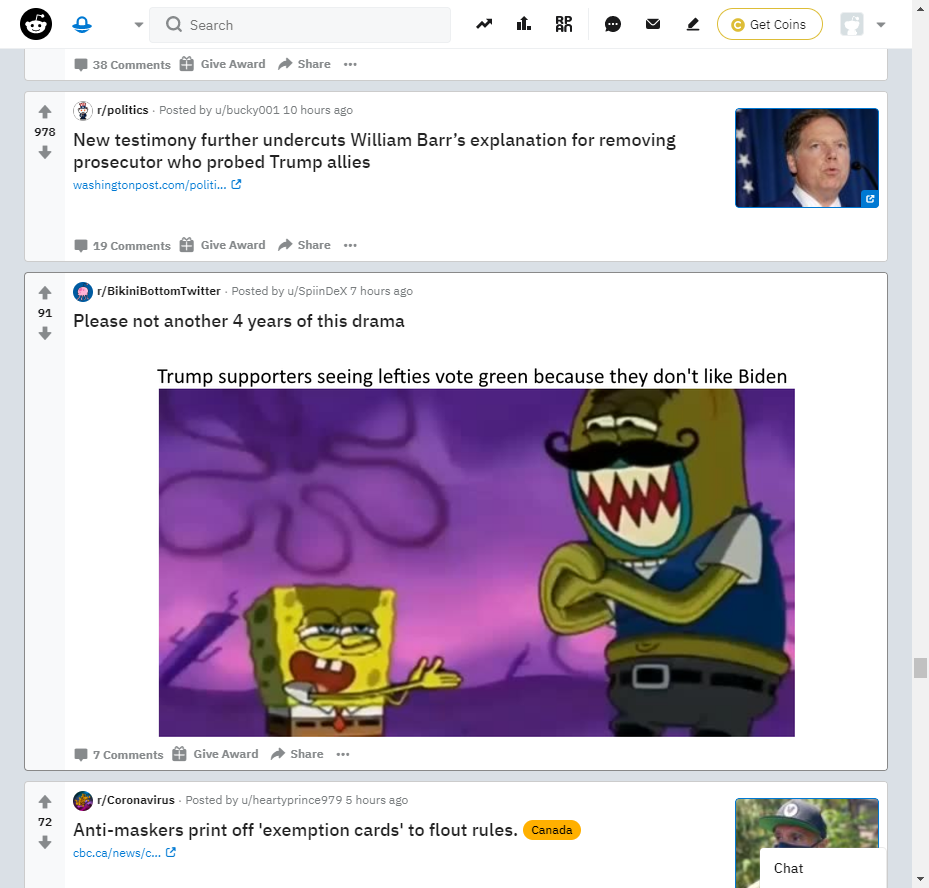 Search
Get Coins
38 Comments Give Award Share
r/politics · Posted by u/bucky001 10 hours ago
978
New testimony further undercuts William Barr’s explanation for removing
prosecutor who probed Trump allies
washingtonpost.com/politi...
19 Comments Give Award Share
r/BikiniBottomTwitter · Posted by u/SpiinDeX 7 hours ago
91
Please not another 4 years of this drama
Trump supporters seeing lefties vote green because they don't like Biden
7 Comments Give Award Share
r/Coronavirus · Posted by u/heartyprince979 5 hours ago
72
Anti-maskers print off 'exemption cards' to flout rules. Canada
cbc.ca/news/c...
Chat